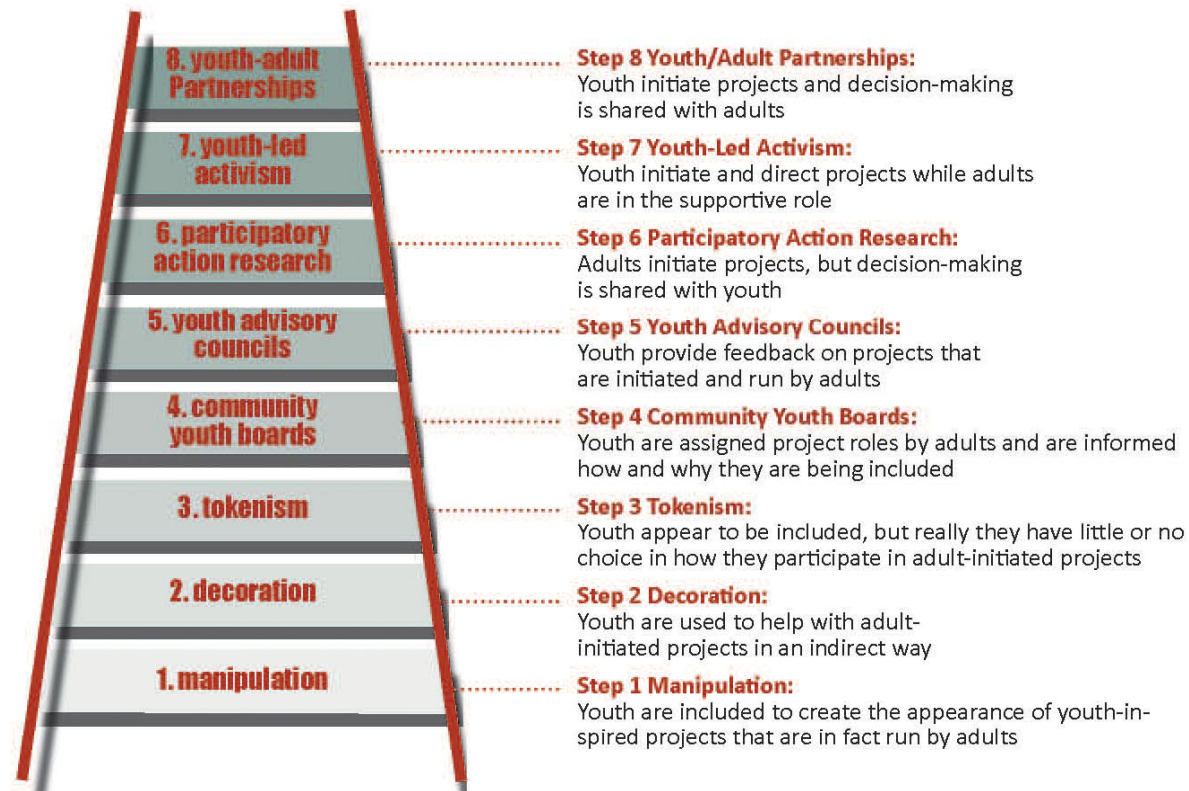 8. youth-adult
Partnerships
7. youth-led
activism
6. participatory
action research
5. youth advisory
councils
4. community
youth boards
3. tokenism
2. decoration
1. manipulation
Step 8 Youth/Adult Partnerships:
Youth initiate projects and decision-making
is shared with adults
Step 7 Youth-Led Activism:
Youth initiate and direct projects while adults
are in the supportive role
Step 6 Participatory Action Research:
Adults initiate projects, but decision-making
is shared with youth
Step 5 Youth Advisory Councils:
Youth provide feedback on projects that
are initiated and run by adults
Step 4 Community Youth Boards:
Youth are assigned project roles by adults and are informed
how and why they are being included
Step 3 Tokenism:
Youth appear to be included, but really they have little or no
choice in how they participate in adult-initiated projects
Step 2 Decoration:
Youth are used to help with adult-
initiated projects in an indirect way
Step 1 Manipulation:
Youth are included to create the appearance of youth-in-
spired projects that are in fact run by adults